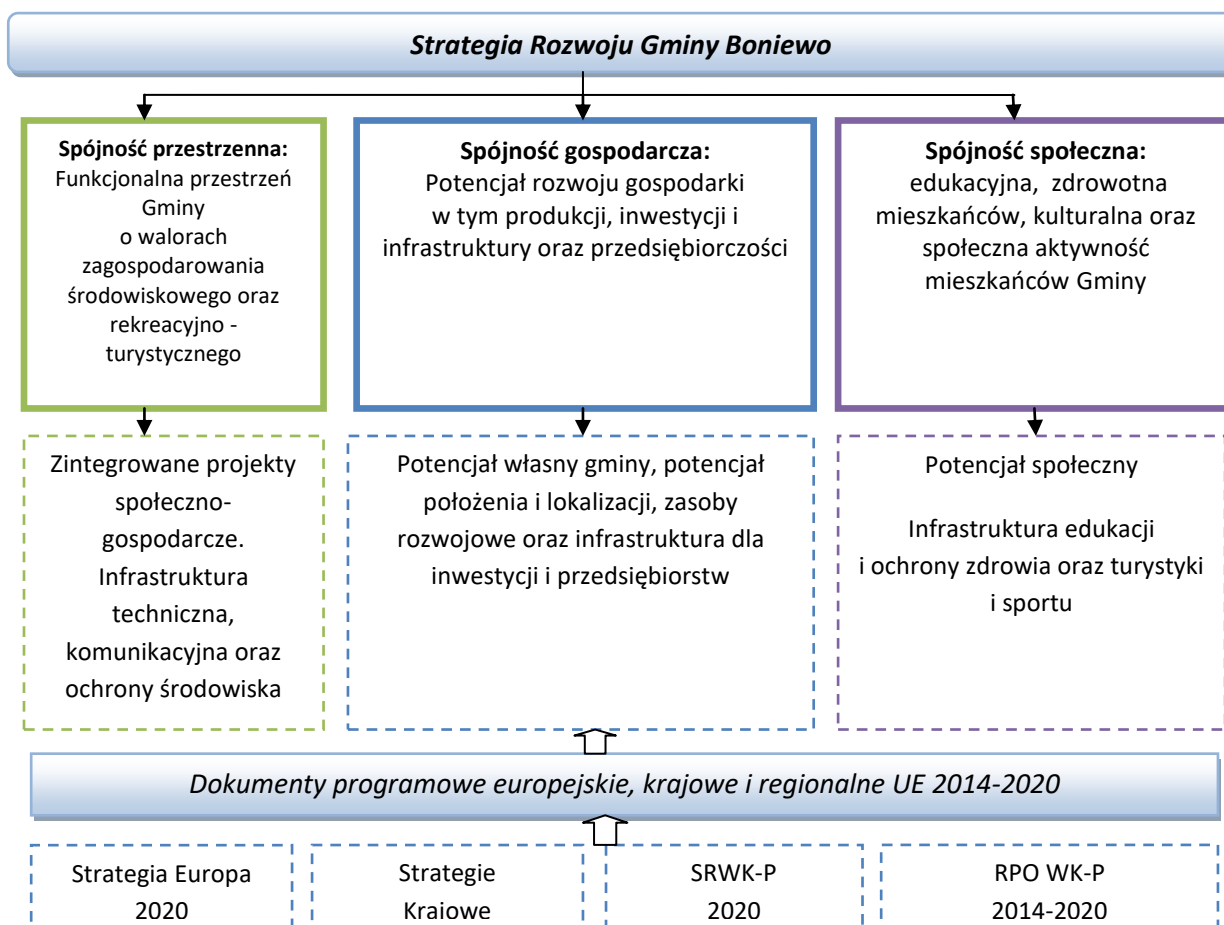 Strategia Rozwoju Gminy Boniewo
Spójność przestrzenna:
Funkcjonalna przestrzeń
Gminy
o walorach
zagospodarowania
środowiskowego oraz
rekreacyjno -
turystycznego
Spójność gospodarcza:
Potencjał rozwoju gospodarki
w tym produkcji, inwestycji i
infrastruktury oraz przedsiębiorczości
Spójność społeczna:
edukacyjna, zdrowotna
mieszkańców, kulturalna oraz
społeczna aktywność
mieszkańców Gminy
Zintegrowane projekty
społeczno-
gospodarcze.
Infrastruktura
techniczna,
komunikacyjna oraz
ochrony środowiska
Potencjał własny gminy, potencjał
położenia i lokalizacji, zasoby
rozwojowe oraz infrastruktura dla
inwestycji i przedsiębiorstw
Potencjał społeczny
Infrastruktura edukacji
i ochrony zdrowia oraz turystyki
i sportu
Dokumenty programowe europejskie, krajowe i regionalne UE 2014-2020
Strategia Europa
2020
Strategie
Krajowe
SRWK-P
2020
RPO WK-P
2014-2020